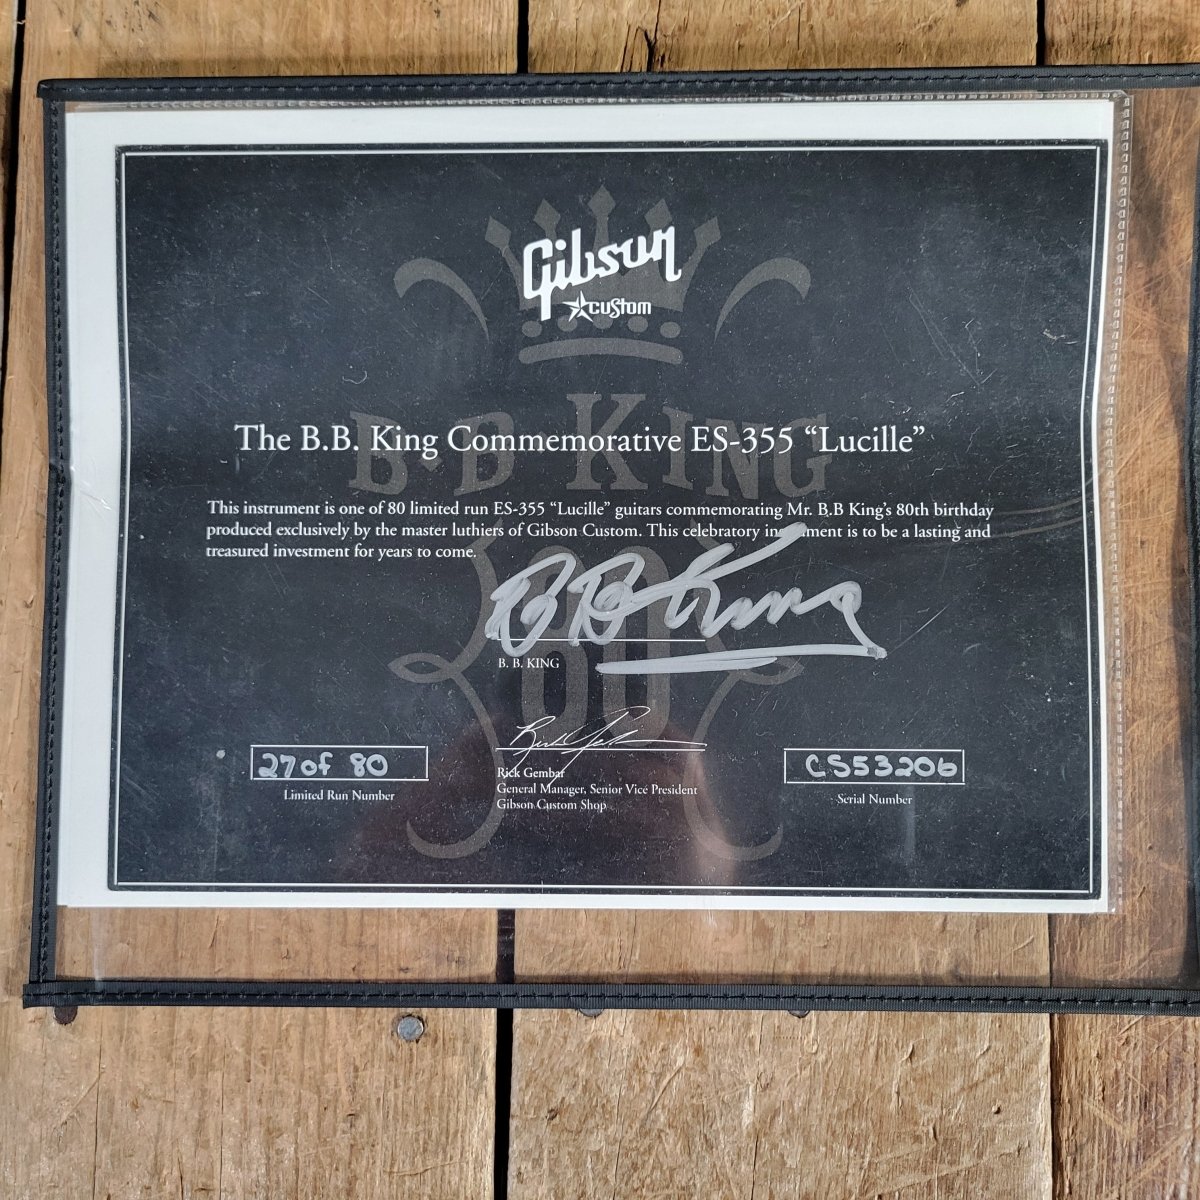 Gibson
custom
B·B KING
80
The B.B. King Commemorative ES-355 “Lucille”
This instrument is one of 80 limited run ES-355 “Lucille” guitars commemorating Mr. B.B King's 80th birthday
produced exclusively by the master luthiers of Gibson Custom. This celebratory instrument is to be a lasting and
treasured investment for years to come.
BB King
B. B. KING
27 of 80
Limited Run Number
Rick Gembar
General Manager, Senior Vice President
Gibson Custom Shop
CS53206
Serial Number